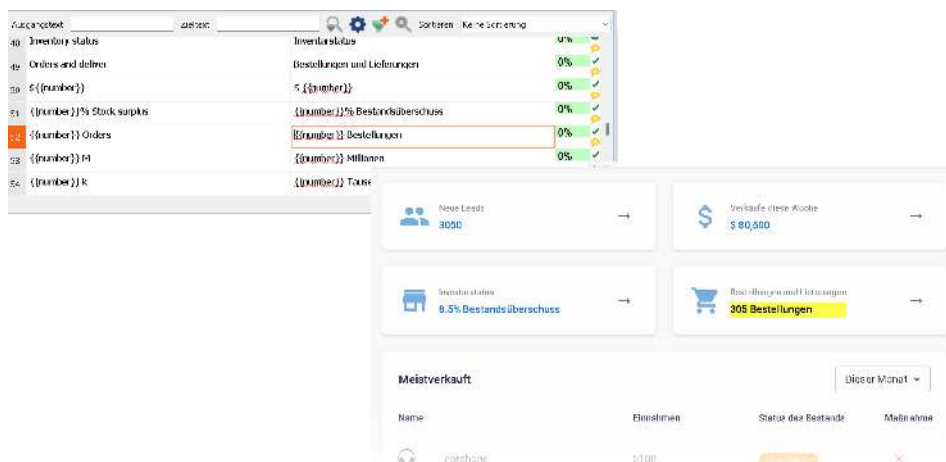 Ausgangstext Zieltext Sortieren Keine Sortierung
48 Inventory status Inventarstatus 0%
49 Orders and deliver Bestellungen und Lieferungen 0%
50 ${{number}} $ {{number}} 0%
51 {{number}}% Stock surplus {{number}}% Bestandsüberschuss 0%
52 {{number}} Orders {{number}} Bestellungen 0%
53 {{number}} M {{number}} Millionen 0%
54 {{number}} k {{number}} Tause
Neue Leads
3050
→
Verkäufe diese Woche
$ 80,500
→
Inventarstatus
8.5% Bestandsüberschuss
→
Bestellungen und Lieferungen
305 Bestellungen
→
Meistverkauft Dieser Monat
Name Einnahmen Status des Bestands Maßnahme
earphone $100